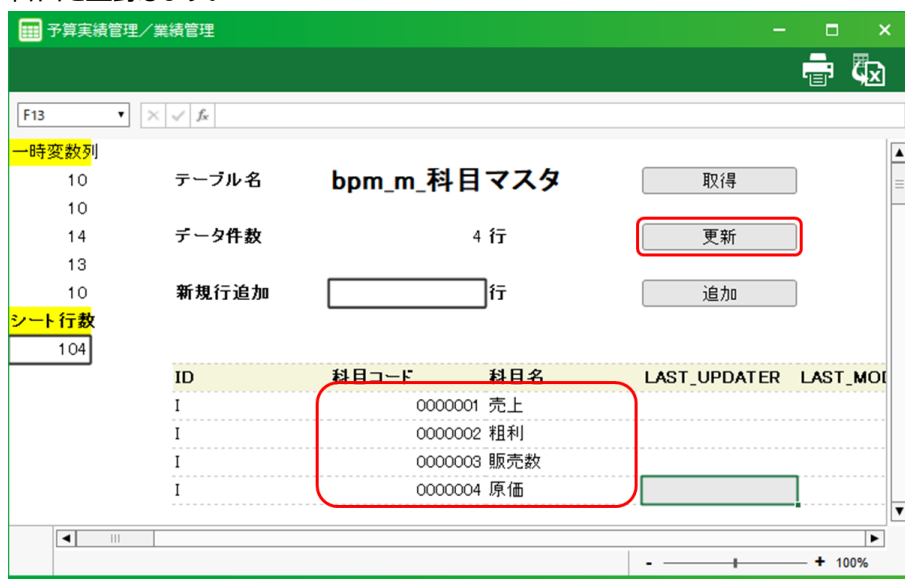 予算実績管理／業績管理
F13
fx
一時変数列
10 テーブル名 bpm_m_科目マスタ 取得
10
14 データ件数 4 行 更新
13
10 新規行追加 行 追加
シート行数
104
ID 科目コード 科目名 LAST_UPDATER LAST_MO
I 0000001 売上
I 0000002 粗利
I 0000003 販売数
I 0000004 原価
- + 100%